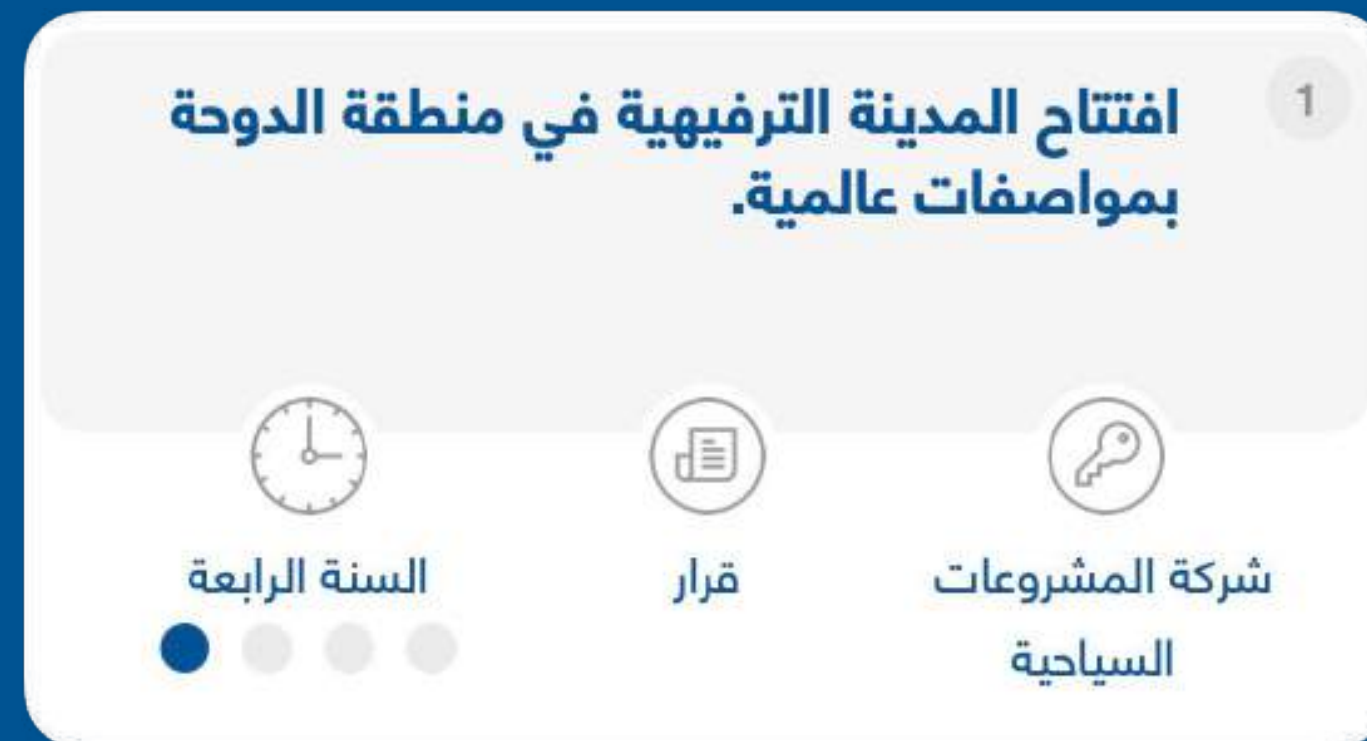 1
افتتاح المدينة الترفيهية في منطقة الدوحة
بمواصفات عالمية.
شركة المشروعات
السياحية
قرار
السنة الرابعة